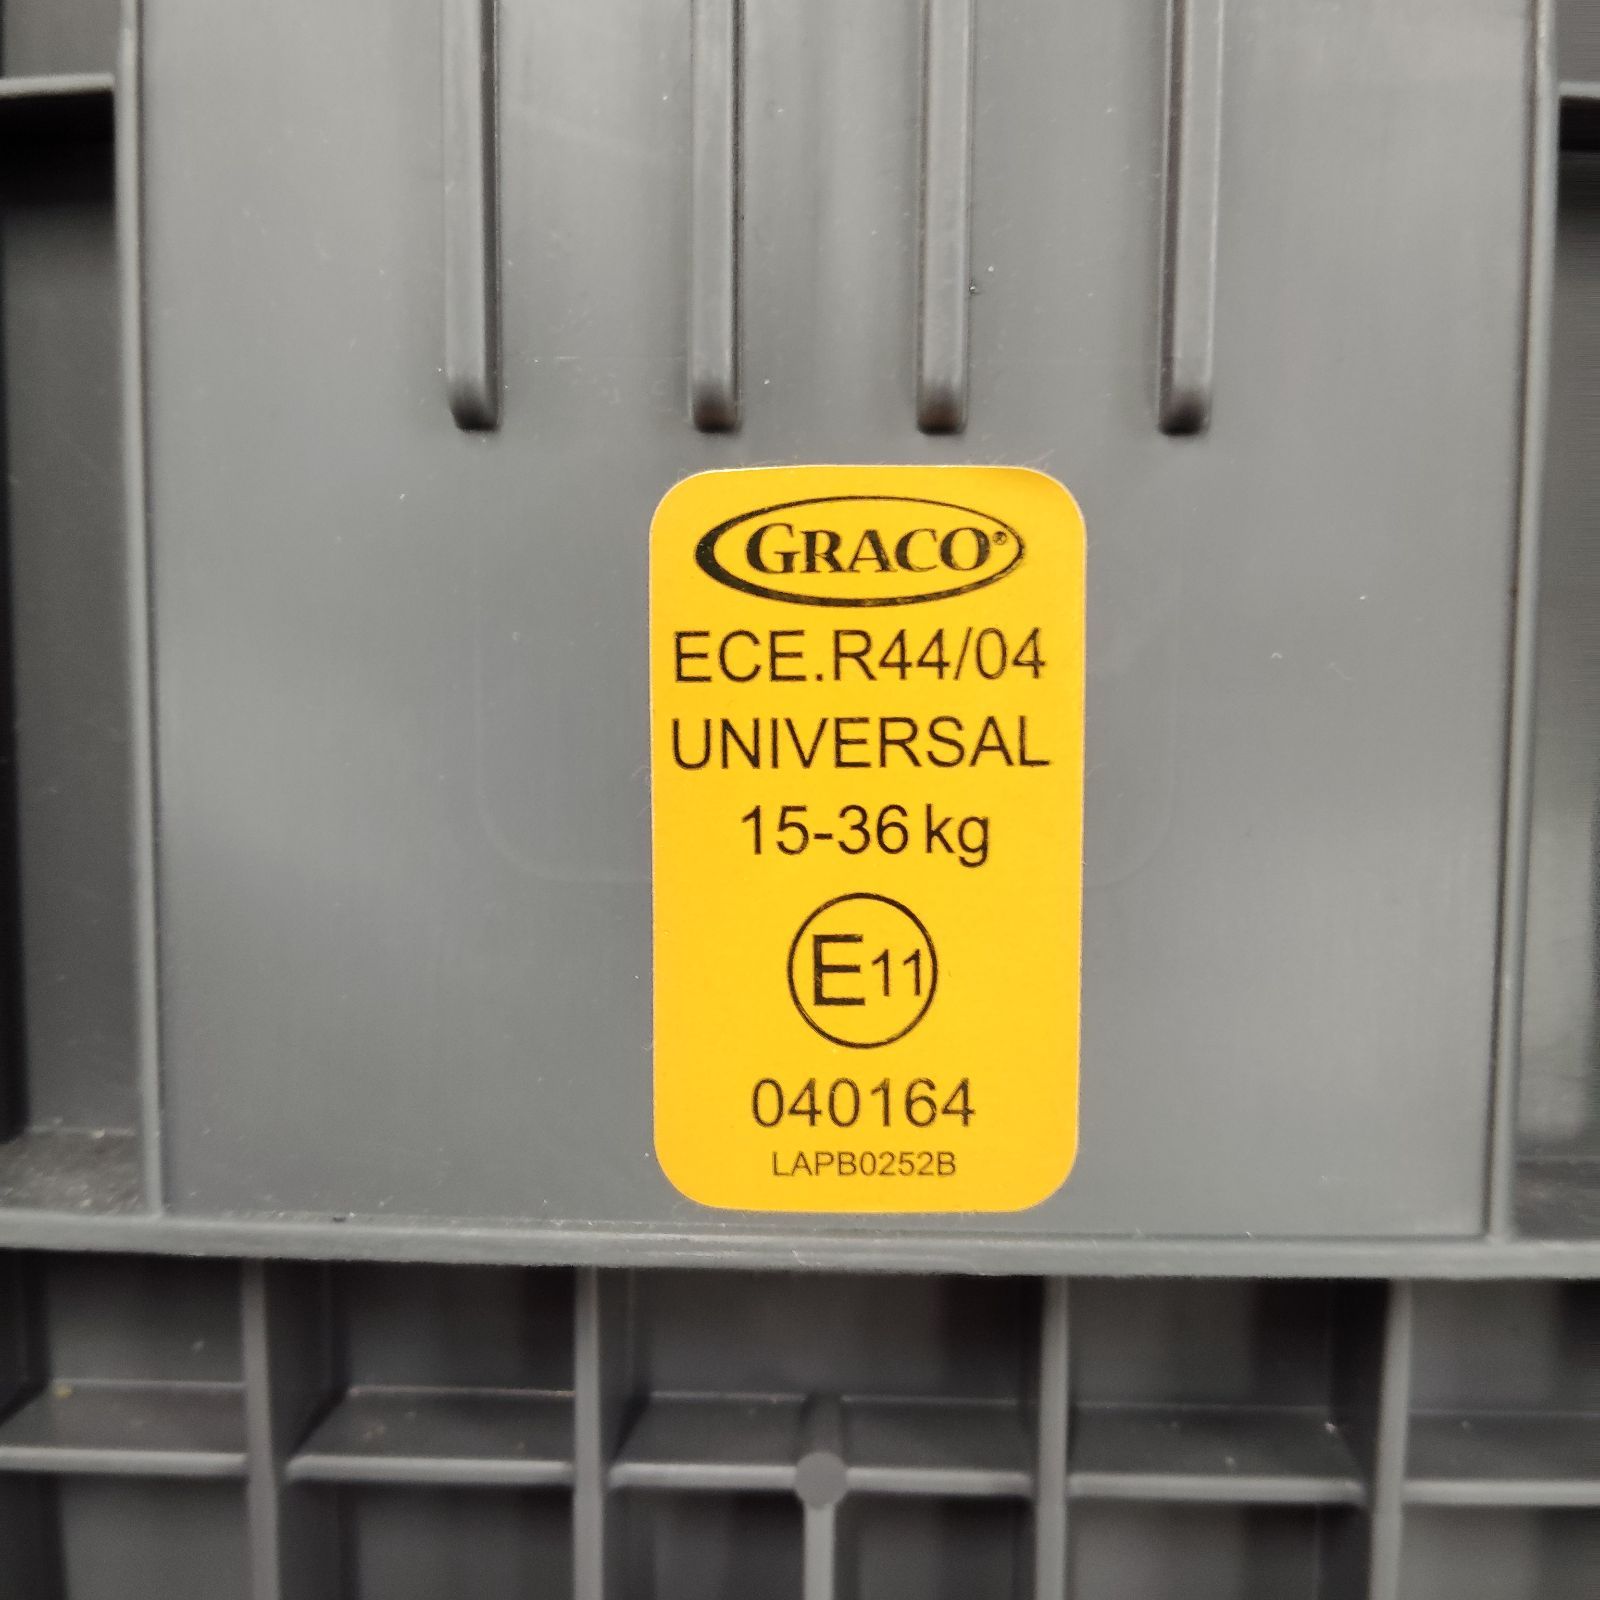 GRACO®
ECE.R44/04
UNIVERSAL
15-36 kg
E11
040164
LAPB0252B